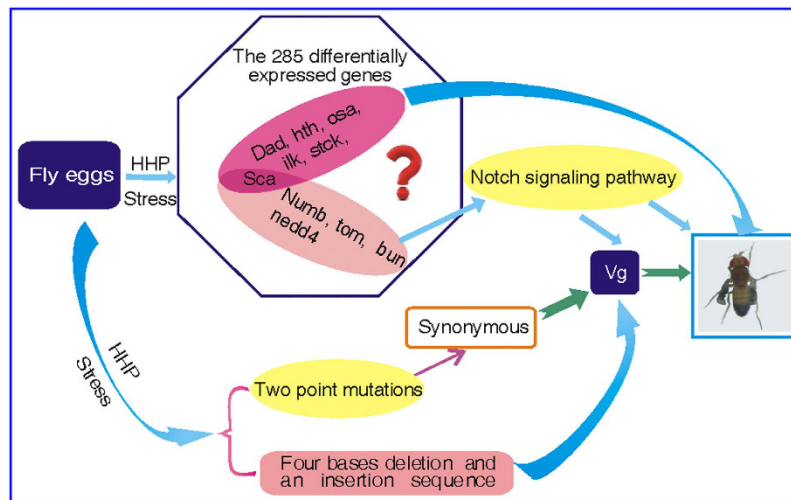 The 285 differentially
expressed genes
Dad, hth, osa,
ilk, stck,
Sca
Numb, tom, bun
nedd4
?
Fly eggs
HHP
Stress
Notch signaling pathway
Vg
Synonymous
HHP
Stress
Two point mutations
Four bases deletion and
an insertion sequence